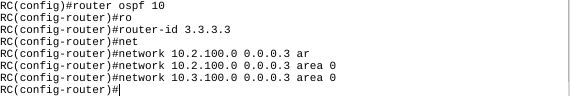 RC(config)#router ospf 10
RC(config-router)#ro
RC(config-router)#router-id 3.3.3.3
RC(config-router)#net
RC(config-router)#network 10.2.100.0 0.0.0.3 ar
RC(config-router)#network 10.2.100.0 0.0.0.3 area 0
RC(config-router)#network 10.3.100.0 0.0.0.3 area 0
RC(config-router)#